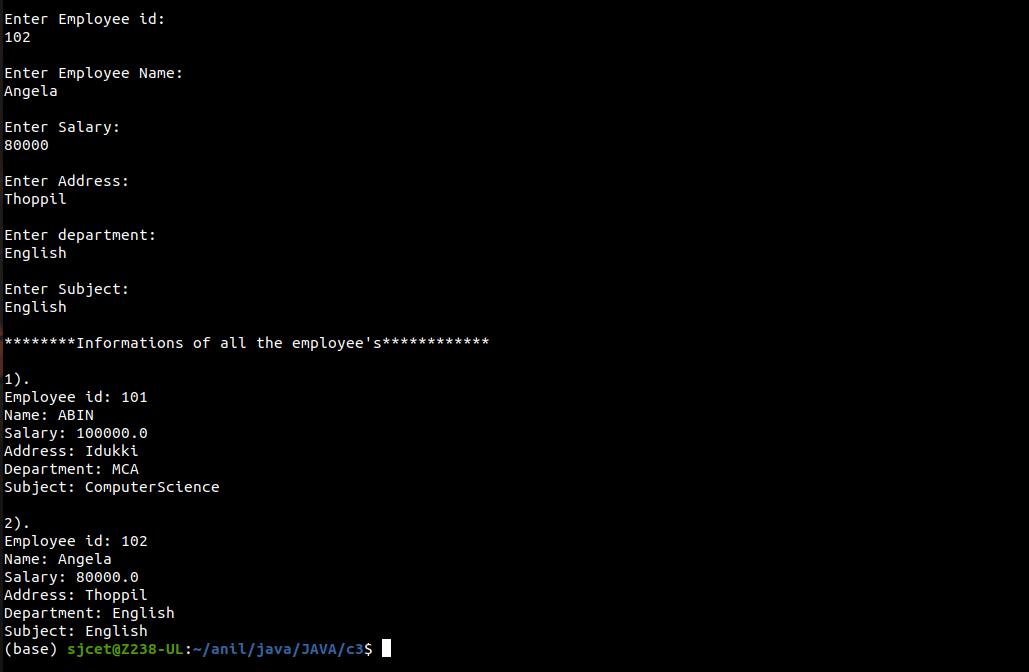 Enter Employee id:
102
Enter Employee Name:
Angela
Enter Salary:
80000
Enter Address:
Thoppil
Enter department:
English
Enter Subject:
English
********Informations of all the employee's************
1).
Employee id: 101
Name: ABIN
Salary: 100000.0
Address: Idukki
Department: MCA
Subject: ComputerScience
2).
Employee id: 102
Name: Angela
Salary: 80000.0
Address: Thoppil
Department: English
Subject: English
(base) sjcet@Z238-UL:~/anil/java/JAVA/c3$